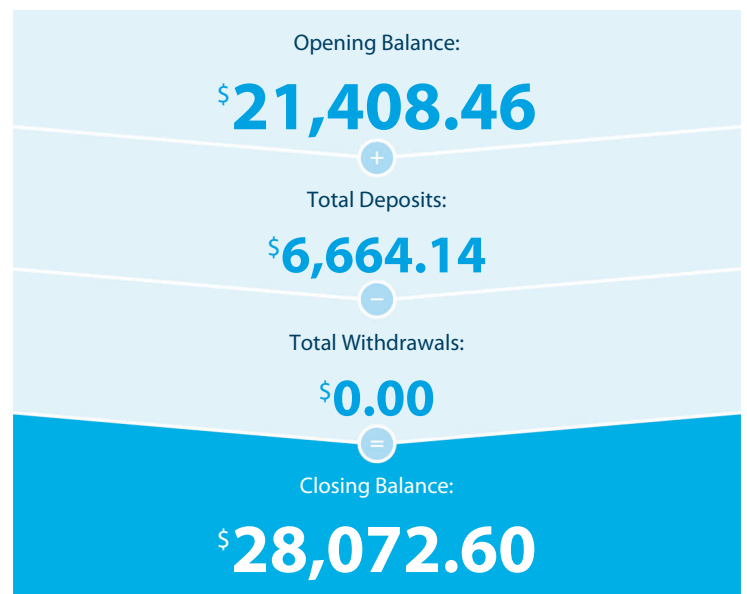 Opening Balance:
$21,408.46
+
Total Deposits:
$6,664.14
−
Total Withdrawals:
$0.00
=
Closing Balance:
$28,072.60